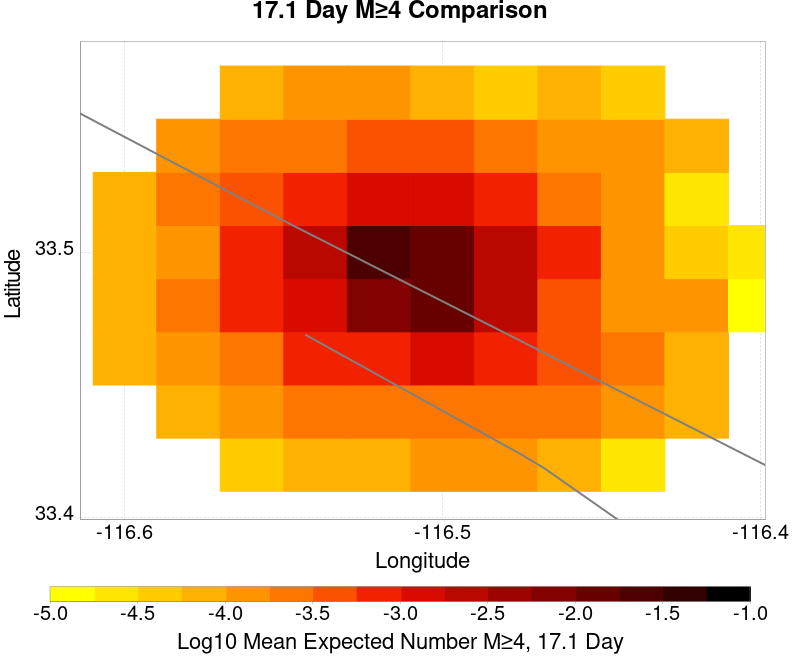 17.1 Day M≥4 Comparison
Latitude
33.5
33.4
-116.6 -116.5 -116.4
Longitude
-5.0 -4.5 -4.0 -3.5 -3.0 -2.5 -2.0 -1.5 -1.0
Log10 Mean Expected Number M≥4, 17.1 Day